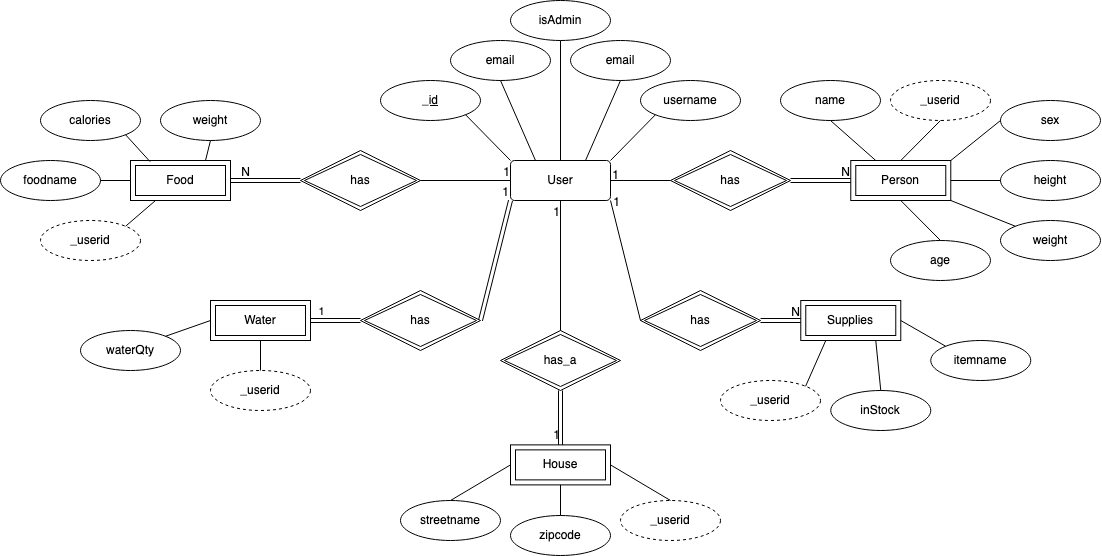 isAdmin
email
email
_id
username
name
_userid
calories
weight
sex
foodname
Food
N
has
1
User
1
has
N
Person
height
1
1
1
_userid
weight
age
Water
1
has
has
N
Supplies
waterQty
has_a
itemname
_userid
_userid
inStock
1
House
streetname
zipcode
_userid